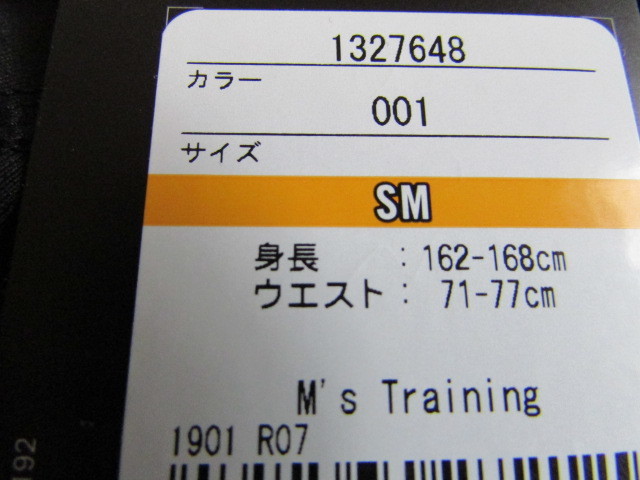 1327648
カラー
001
サイズ
SM
身長 : 162-168cm
ウエスト : 71-77cm
M's Training
1901 R07
192